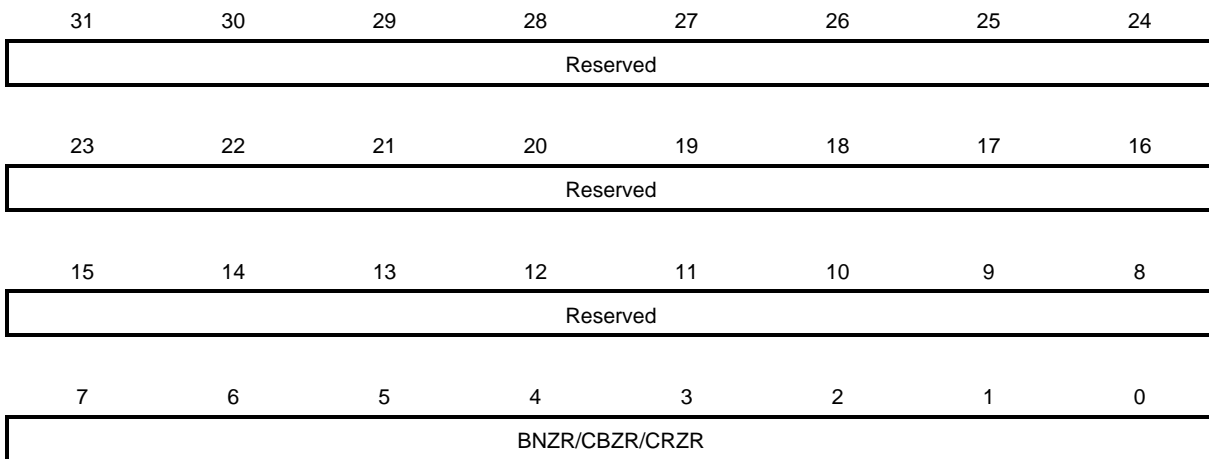 31 30 29 28 27 26 25 24
Reserved
23 22 21 20 19 18 17 16
Reserved
15 14 13 12 11 10 9 8
Reserved
7 6 5 4 3 2 1 0
BNZR/CBZR/CRZR